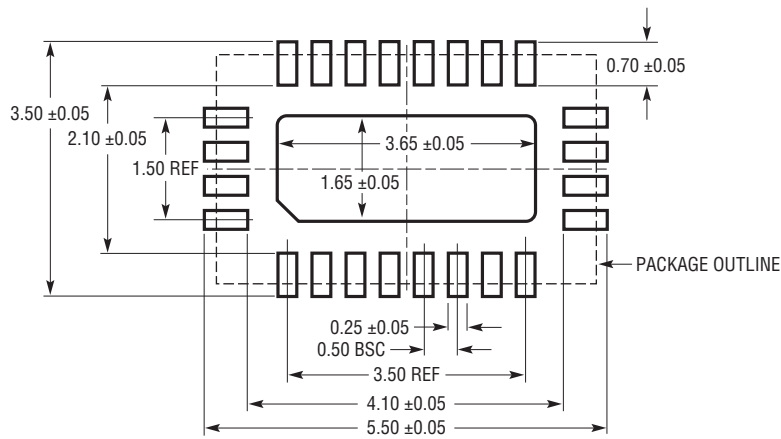 0.70 ±0.05
3.50 ±0.05
2.10 ±0.05
3.65 ±0.05
1.50 REF
1.65 ±0.05
PACKAGE OUTLINE
0.25 ±0.05
0.50 BSC
3.50 REF
4.10 ±0.05
5.50 ±0.05